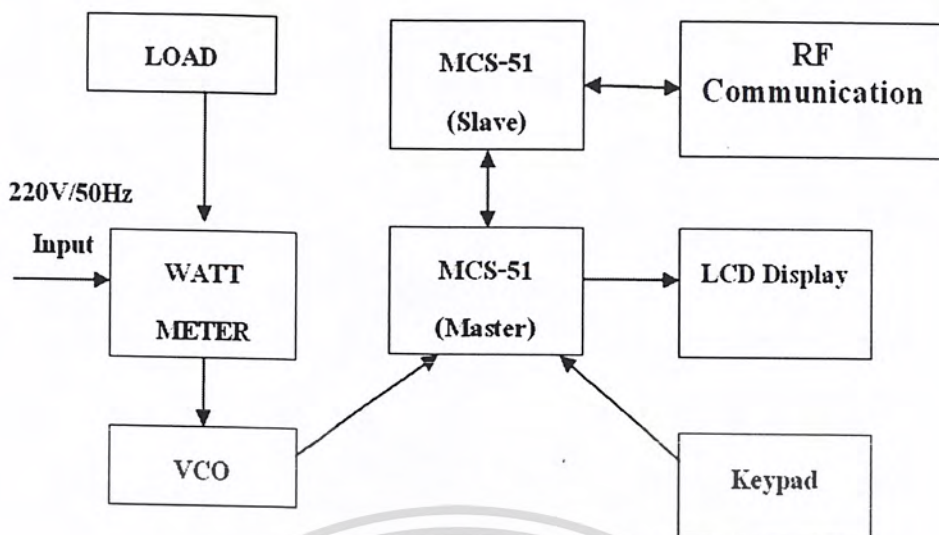 LOAD
MCS-51
(Slave)
RF
Communication
220V/50Hz
Input
WATT
METER
MCS-51
(Master)
LCD Display
VCO
Keypad